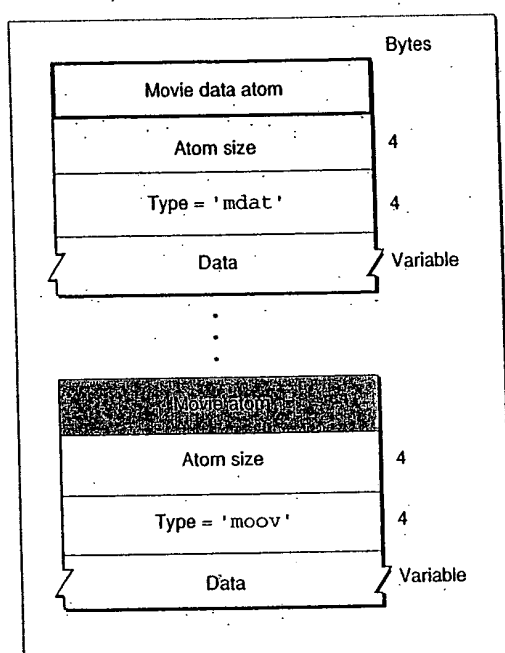 Bytes
Movie data atom
Atom size 4
Type = 'mdat' 4
Data Variable
Movie atom
Atom size 4
Type = 'moov' 4
Data Variable